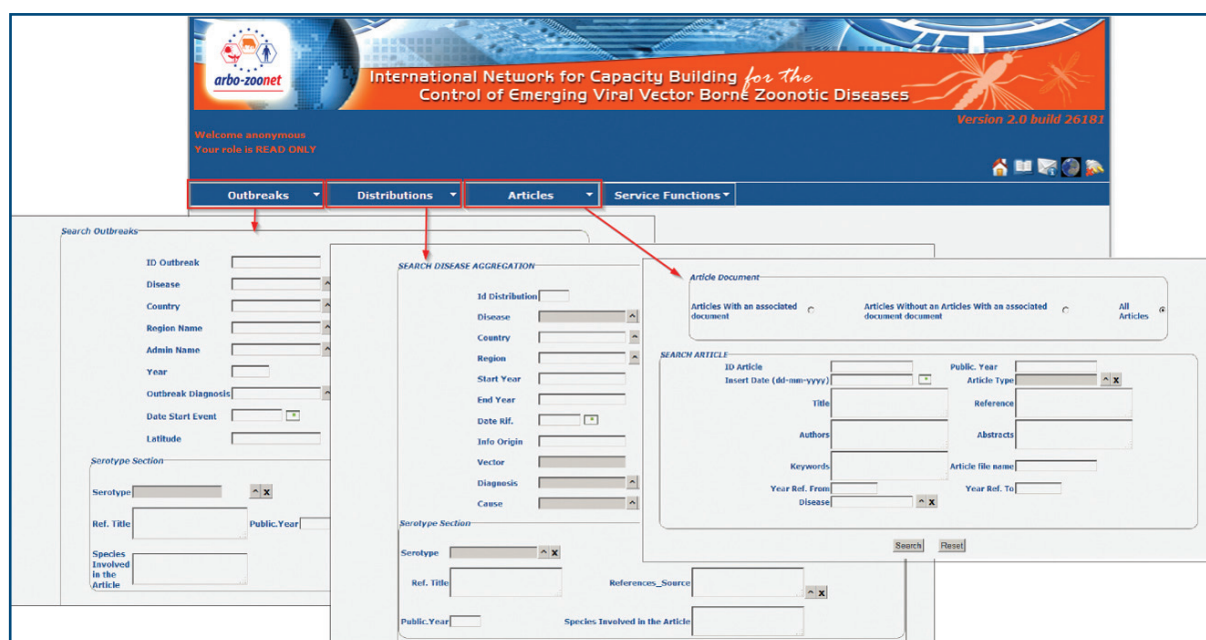 arbo-zoonet
International Network for Capacity Building for the
Control of Emerging Viral Vector Borne Zoonotic Diseases
Version 2.0 build 26181
Welcome anonymous
Your role is READ ONLY
Outbreaks
Distributions
Articles
Service Functions
Search Outbreaks
ID Outbreak
Disease
Country
Region Name
Admin Name
Year
Outbreak Diagnosis
Date Start Event
Latitude
Serotype Section
Serotype
Ref. Title
Public.Year
Species
Involved
in the
Article
SEARCH DISEASE AGGREGATION
Id Distribution
Disease
Country
Region
Start Year
End Year
Date Rif.
Info Origin
Vector
Diagnosis
Cause
Serotype Section
Serotype
X
Ref. Title
References_Source
X
Public.Year
Species Involved in the Article
Article Document
Articles With an associated
document
Articles Without an Articles With an associated
document document
All
Articles
SEARCH ARTICLE
ID Article
Public. Year
Insert Date (dd-mm-yyyy)
Article Type
X
Title
Reference
Authors
Abstracts
Keywords
Article file name
Year Ref. From
Year Ref. To
Disease
X
Search
Reset